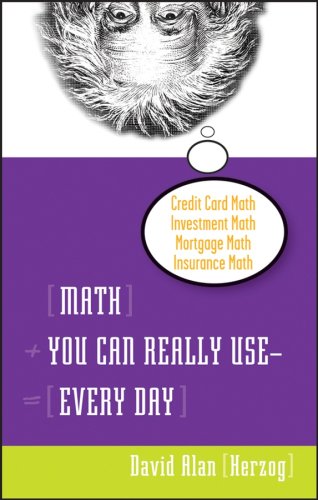 Credit Card Math
Investment Math
Mortgage Math
Insurance Math
[MATH]
+ YOU CAN REALLY USE–
= [EVERY DAY]
David Alan [Herzog]